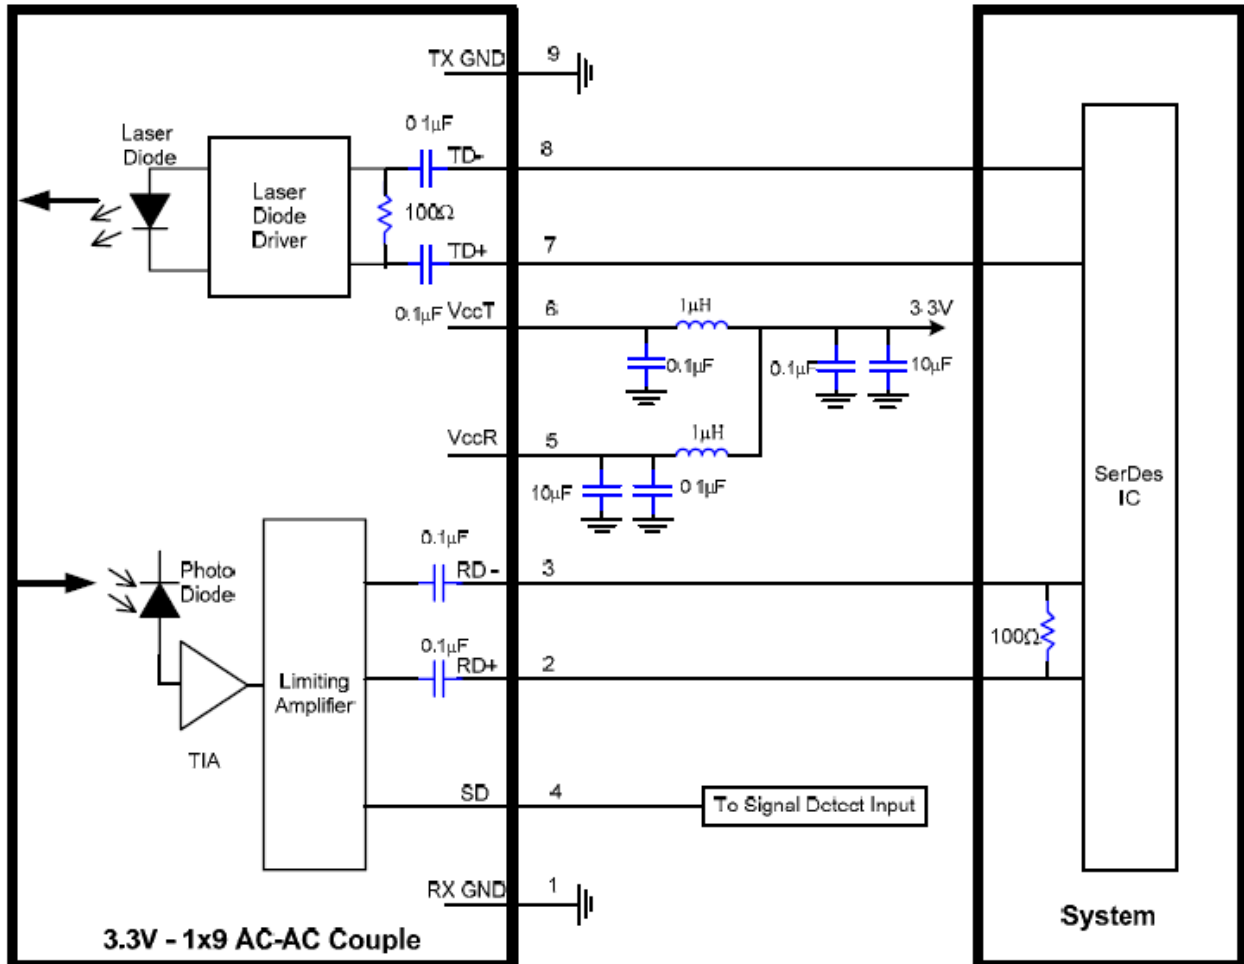 TX GND 9
0.1µF
Laser
Diode
TD- 8
Laser
Diode
Driver
100Ω
TD+ 7
0.1µF
VccT 6
1µH
3.3V
0.1µF
0.1µF
10µF
VccR 5
1µH
10µF
0.1µF
SerDes
IC
0.1µF
RD - 3
Photo
Diode
0.1µF
100Ω
RD+ 2
Limiting
Amplifier
TIA
SD 4
To Signal Detect Input
RX GND 1
System
3.3V - 1x9 AC-AC Couple